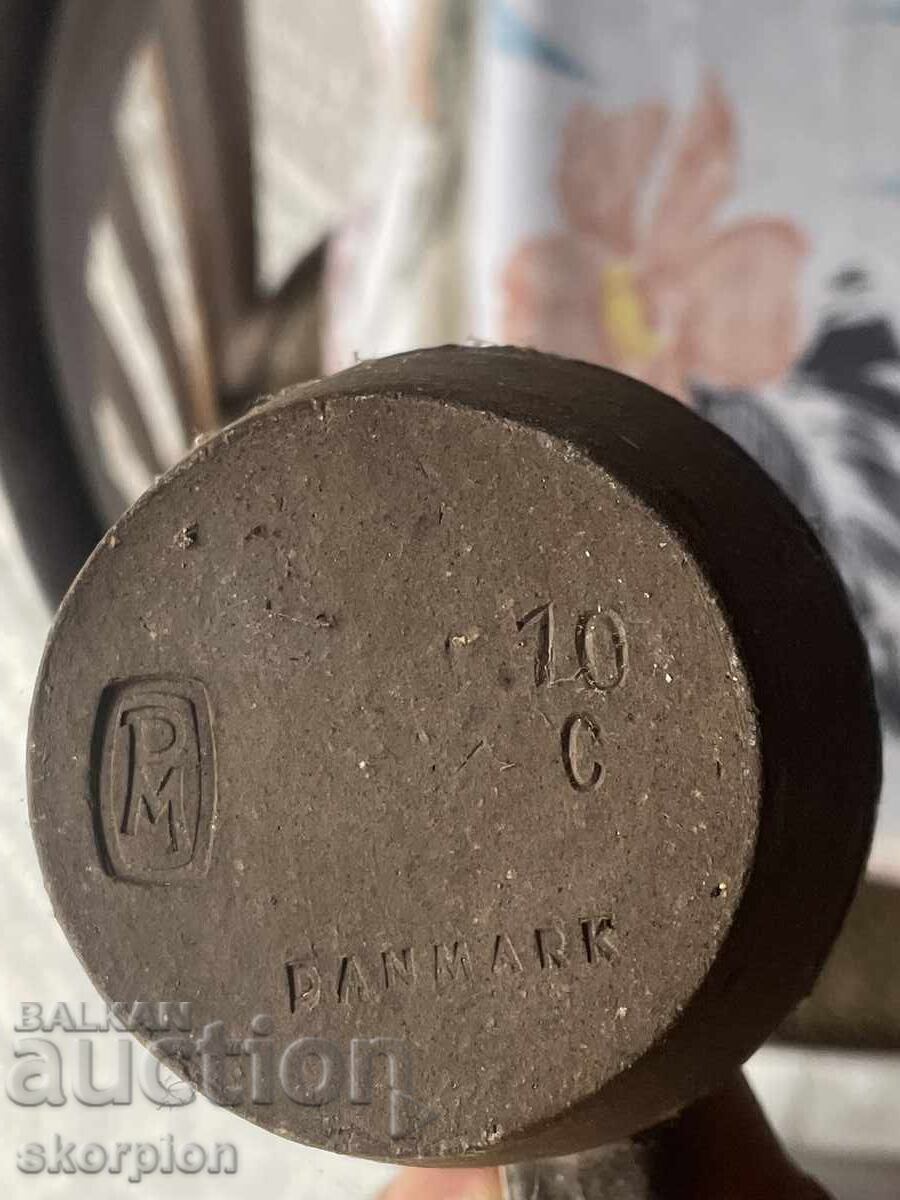 10
C
PM
DANMARK
BALKAN
auction
skorpion